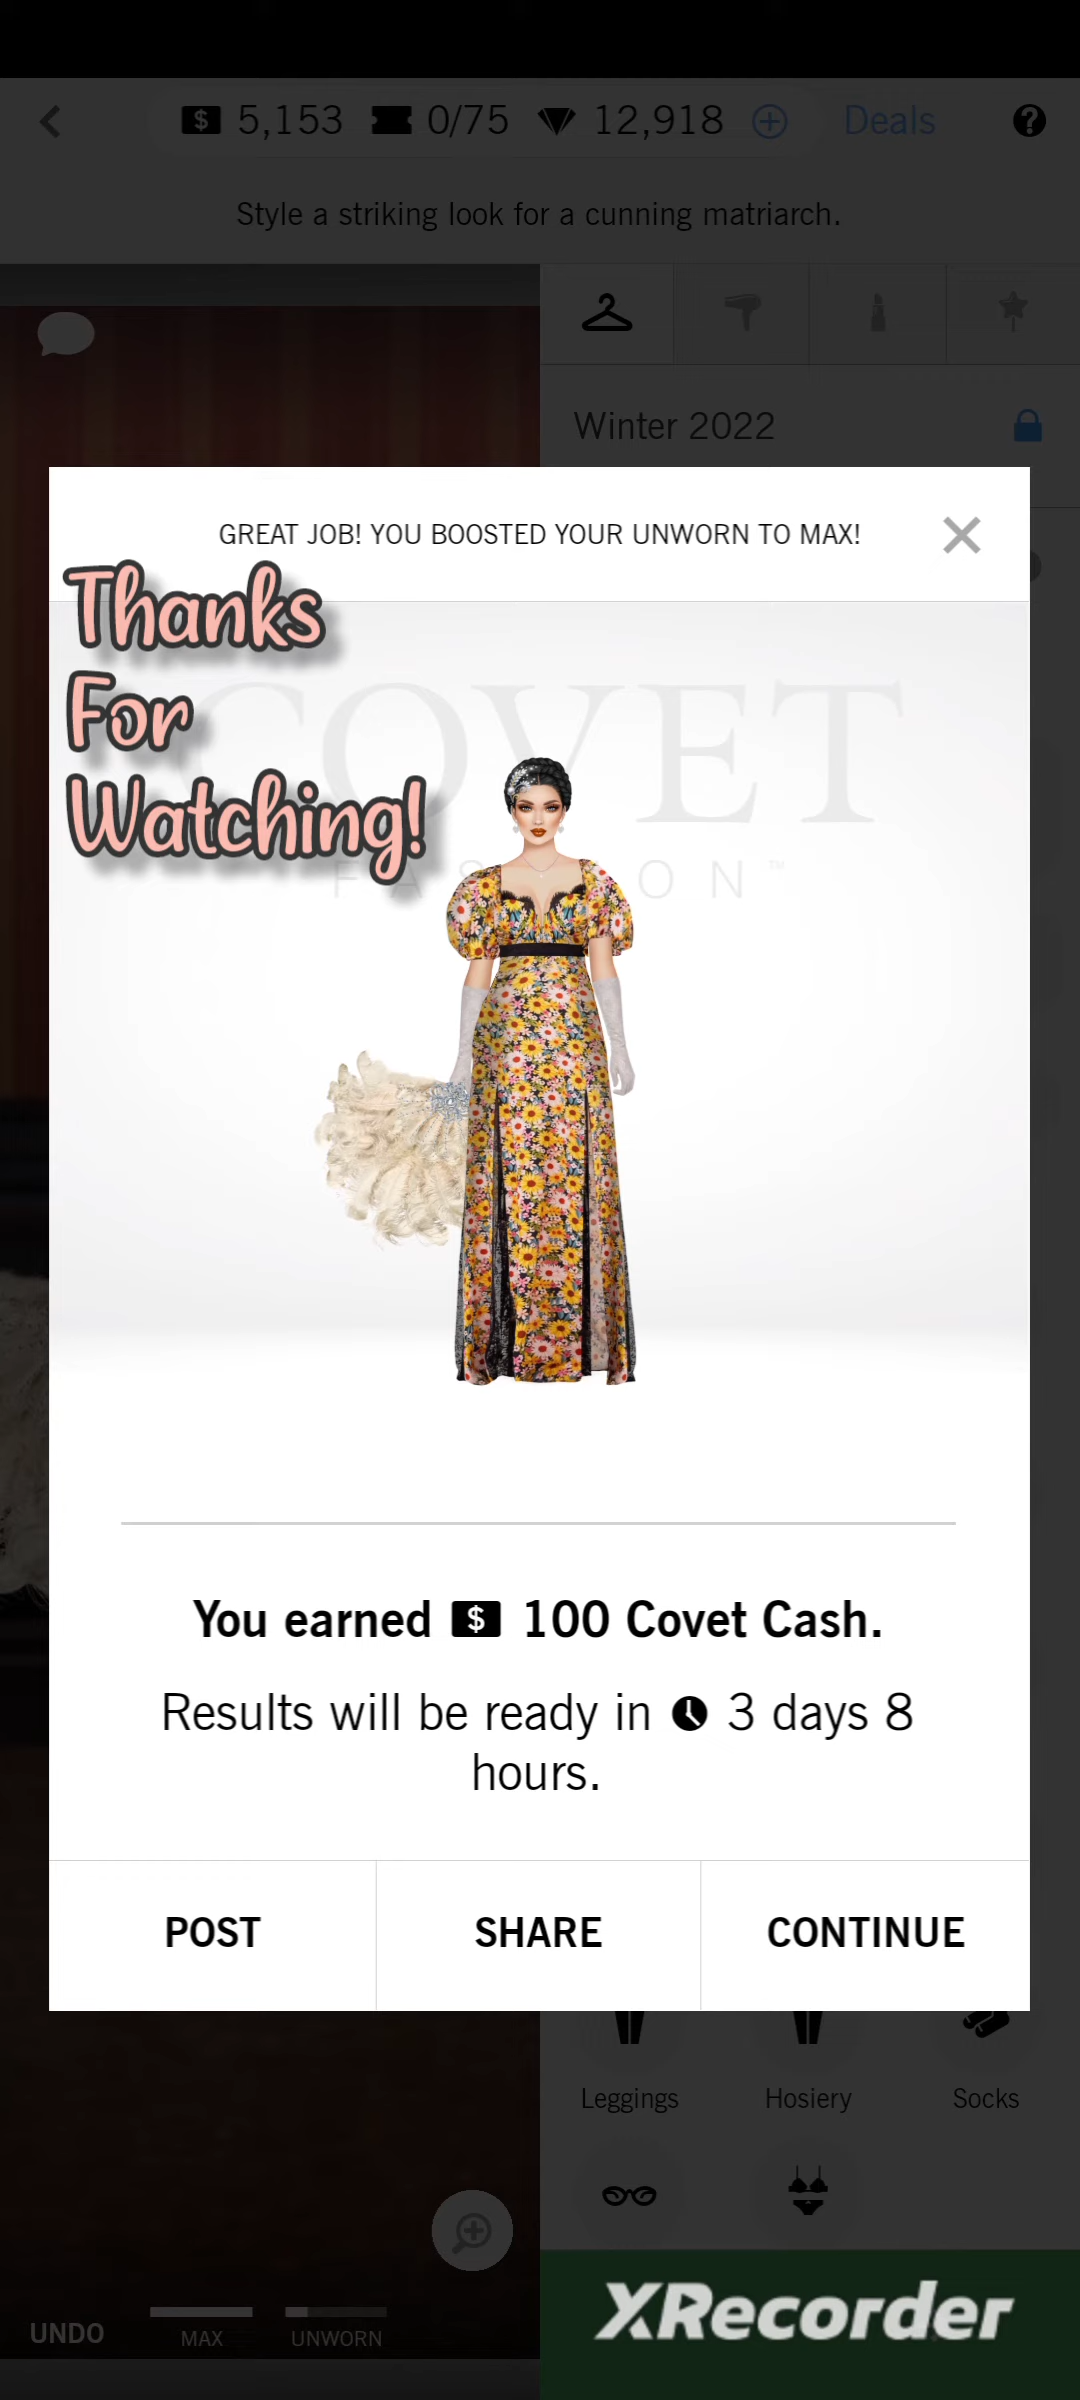 5,153 0/75 12,918 Deals
Style a striking look for a cunning matriarch.
Winter 2022
GREAT JOB! YOU BOOSTED YOUR UNWORN TO MAX!
Thanks
For
Watching!
COVET
FASHION™
You earned $ 100 Covet Cash.
Results will be ready in 3 days 8
hours.
POST SHARE CONTINUE
Leggings Hosiery Socks
UNDO MAX UNWORN
XRecorder